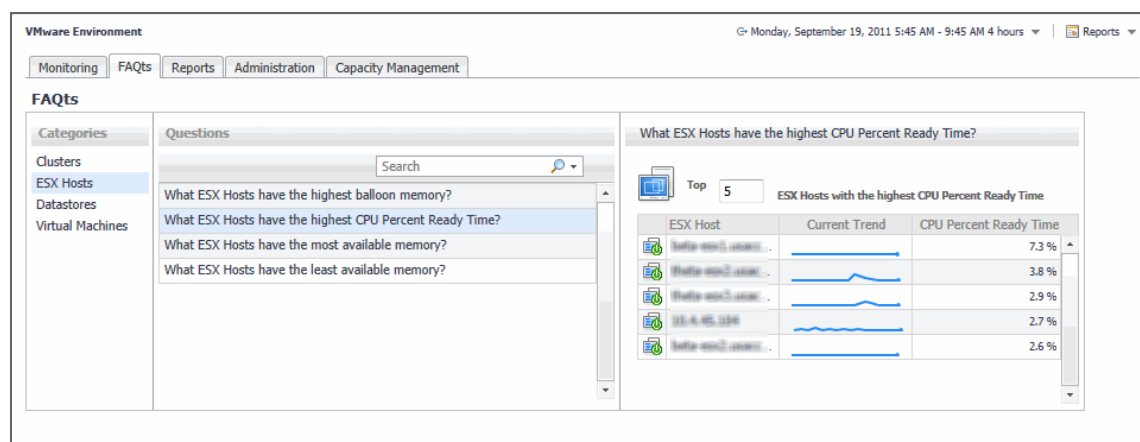 VMware Environment
Monday, September 19, 2011 5:45 AM - 9:45 AM 4 hours
Reports
Monitoring FAQts Reports Administration Capacity Management
FAQts
Categories
Clusters
ESX Hosts
Datastores
Virtual Machines
Questions
Search
What ESX Hosts have the highest balloon memory?
What ESX Hosts have the highest CPU Percent Ready Time?
What ESX Hosts have the most available memory?
What ESX Hosts have the least available memory?
What ESX Hosts have the highest CPU Percent Ready Time?
Top 5 ESX Hosts with the highest CPU Percent Ready Time
ESX Host Current Trend CPU Percent Ready Time
7.3 %
3.8 %
2.9 %
2.7 %
2.6 %